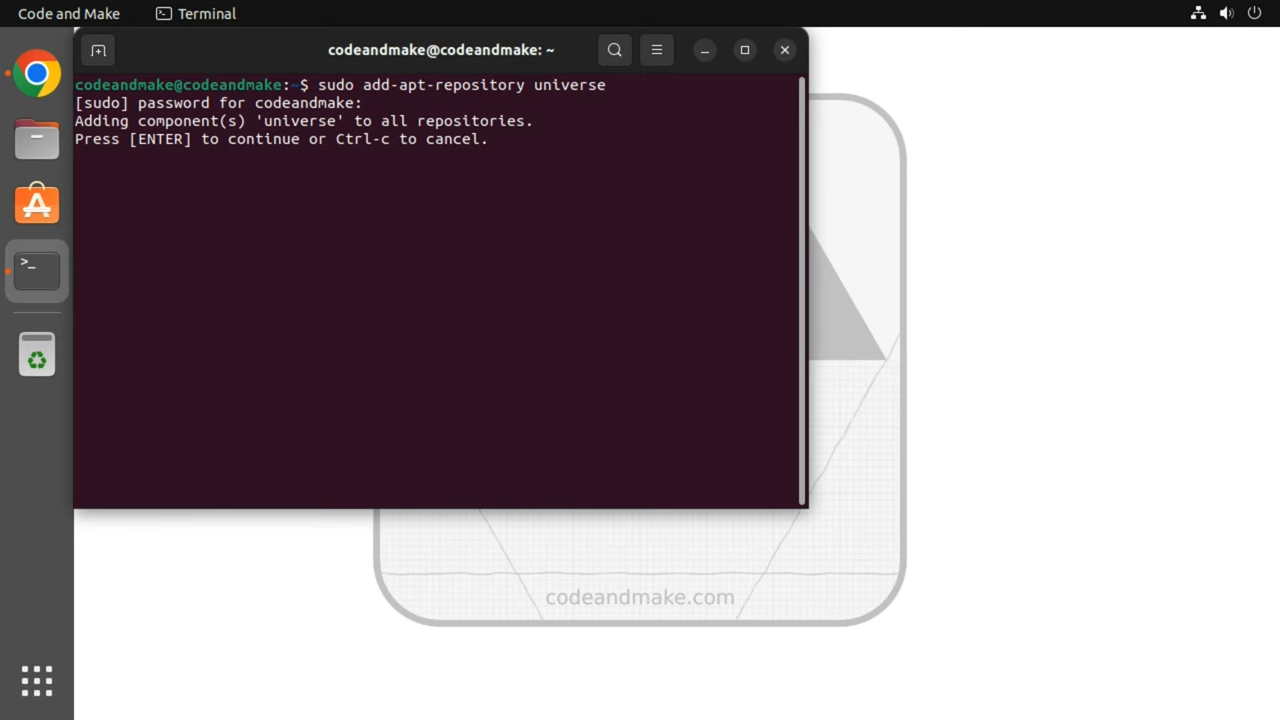 Code and Make Terminal
codeandmake@codeandmake: ~
codeandmake@codeandmake:~$ sudo add-apt-repository universe
[sudo] password for codeandmake:
Adding component(s) 'universe' to all repositories.
Press [ENTER] to continue or Ctrl-c to cancel.
>_
codeandmake.com